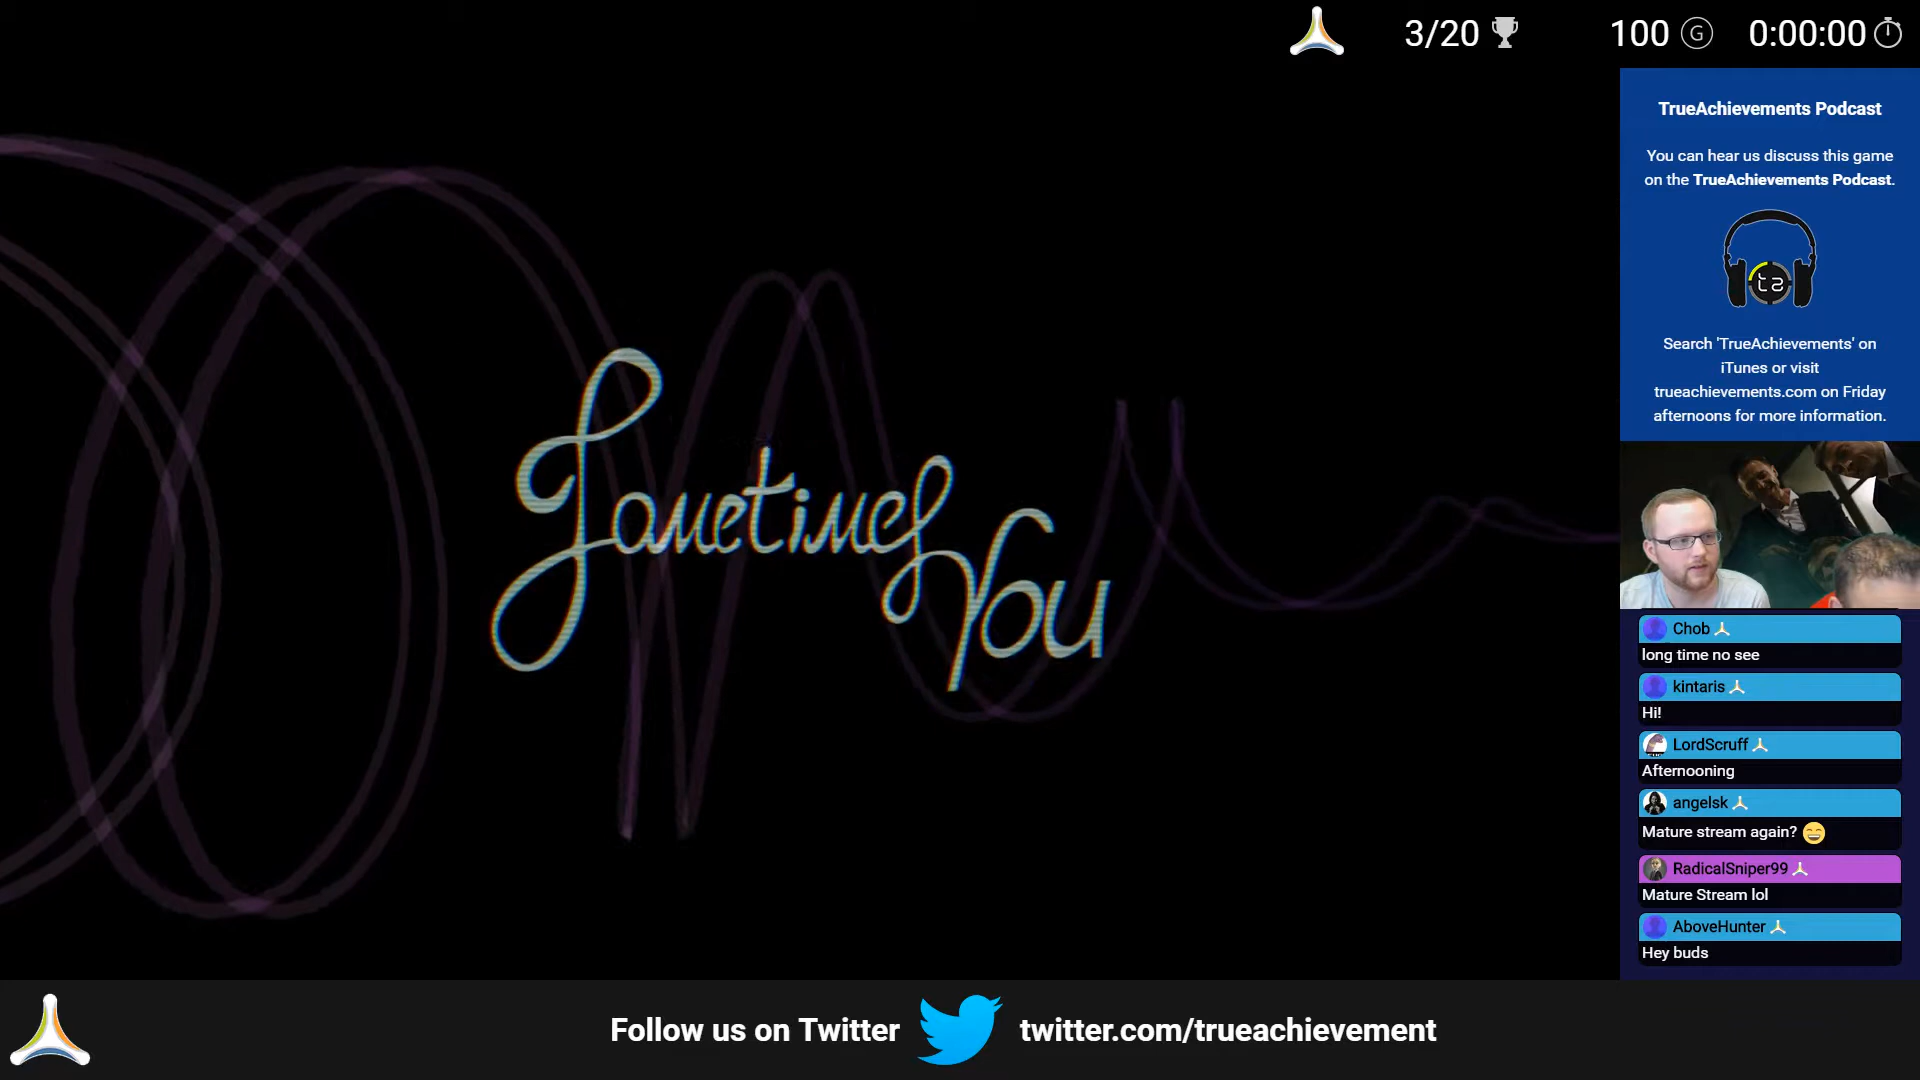 3/20
100 G
0:00:00
TrueAchievements Podcast
You can hear us discuss this game
on the TrueAchievements Podcast.
ta
Search 'TrueAchievements' on
iTunes or visit
trueachievements.com on Friday
afternoons for more information.
Sometimes
You
Chob
long time no see
kintaris
Hi!
LordScruff
Afternooning
angelsk
Mature stream again? 😄
RadicalSniper99
Mature Stream lol
AboveHunter
Hey buds
Follow us on Twitter
twitter.com/trueachievement